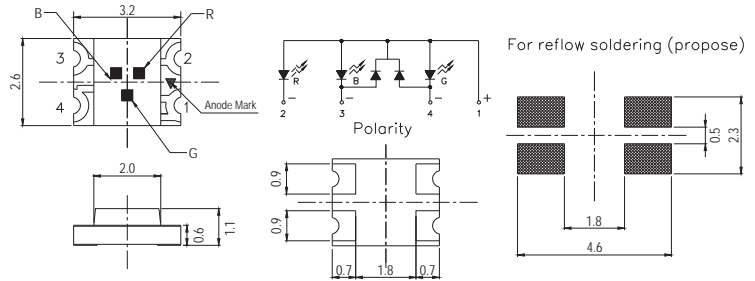 3.2
B
R
3
2
2.6
4
1
Anode Mark
G
2.0
0.6
1.1
R
B
G
2
−
3
−
4
−
1
+
Polarity
0.9
0.9
0.7
1.8
0.7
For reflow soldering (propose)
0.5
2.3
1.8
4.6